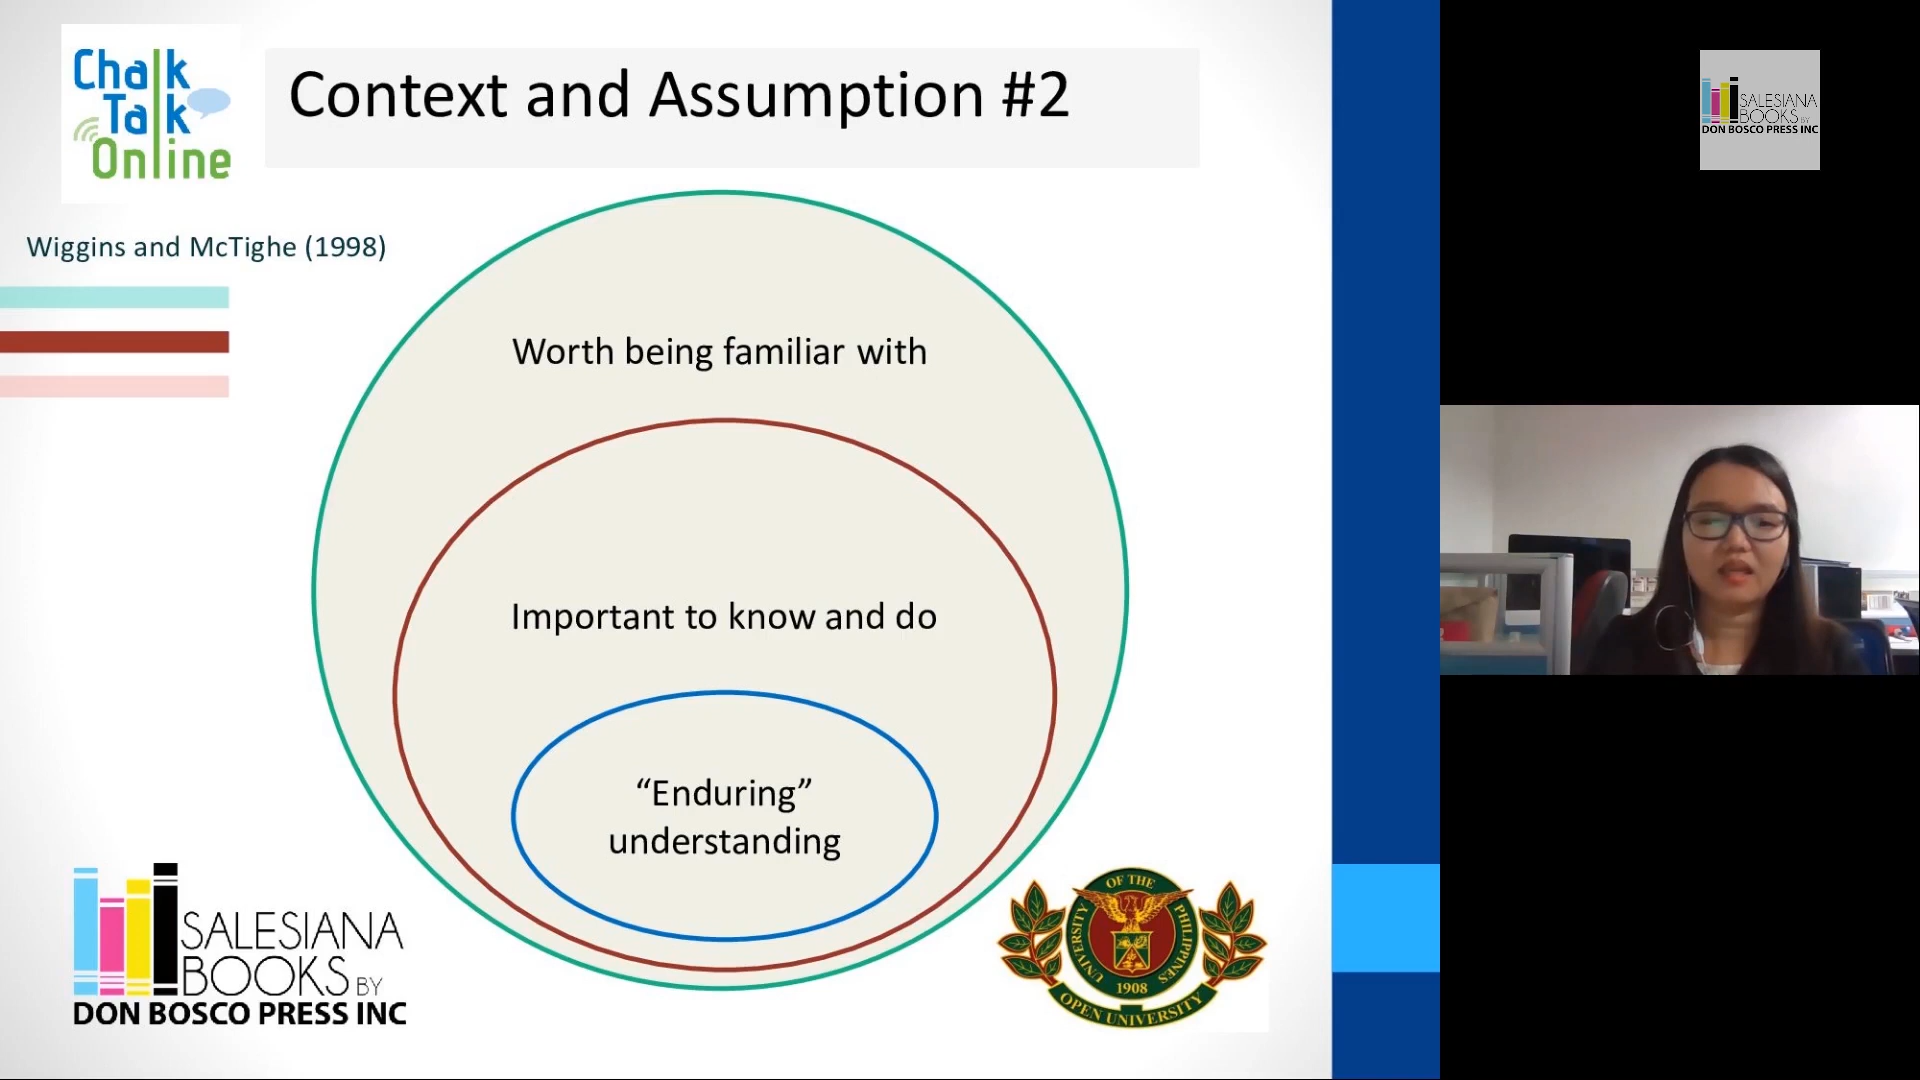 Chalk
Talk
Online
Context and Assumption #2
Wiggins and McTighe (1998)
Worth being familiar with
Important to know and do
“Enduring”
understanding
SALESIANA
BOOKS BY
DON BOSCO PRESS INC
UNIVERSITY OF THE PHILIPPINES
1908
OPEN UNIVERSITY
SALESIANA
BOOKS BY
DON BOSCO PRESS INC